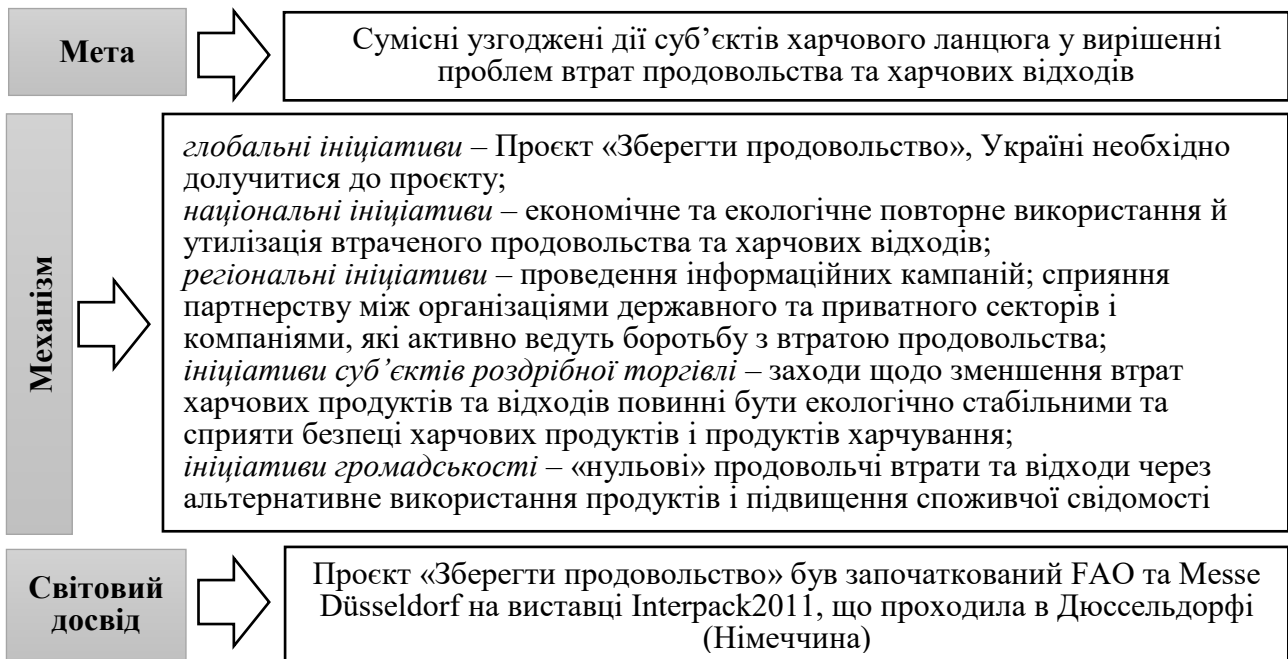 Мета
Сумісні узгоджені дії суб’єктів харчового ланцюга у вирішенні
проблем втрат продовольства та харчових відходів
Механізм
глобальні ініціативи – Проєкт «Зберегти продовольство», Україні необхідно
долучитися до проєкту;
національні ініціативи – економічне та екологічне повторне використання й
утилізація втраченого продовольства та харчових відходів;
регіональні ініціативи – проведення інформаційних кампаній; сприяння
партнерству між організаціями державного та приватного секторів і
компаніями, які активно ведуть боротьбу з втратою продовольства;
ініціативи суб’єктів роздрібної торгівлі – заходи щодо зменшення втрат
харчових продуктів та відходів повинні бути екологічно стабільними та
сприяти безпеці харчових продуктів і продуктів харчування;
ініціативи громадськості – «нульові» продовольчі втрати та відходи через
альтернативне використання продуктів і підвищення споживчої свідомості
Світовий
досвід
Проєкт «Зберегти продовольство» був започаткований FAO та Messe
Düsseldorf на виставці Interpack2011, що проходила в Дюссельдорфі
(Німеччина)